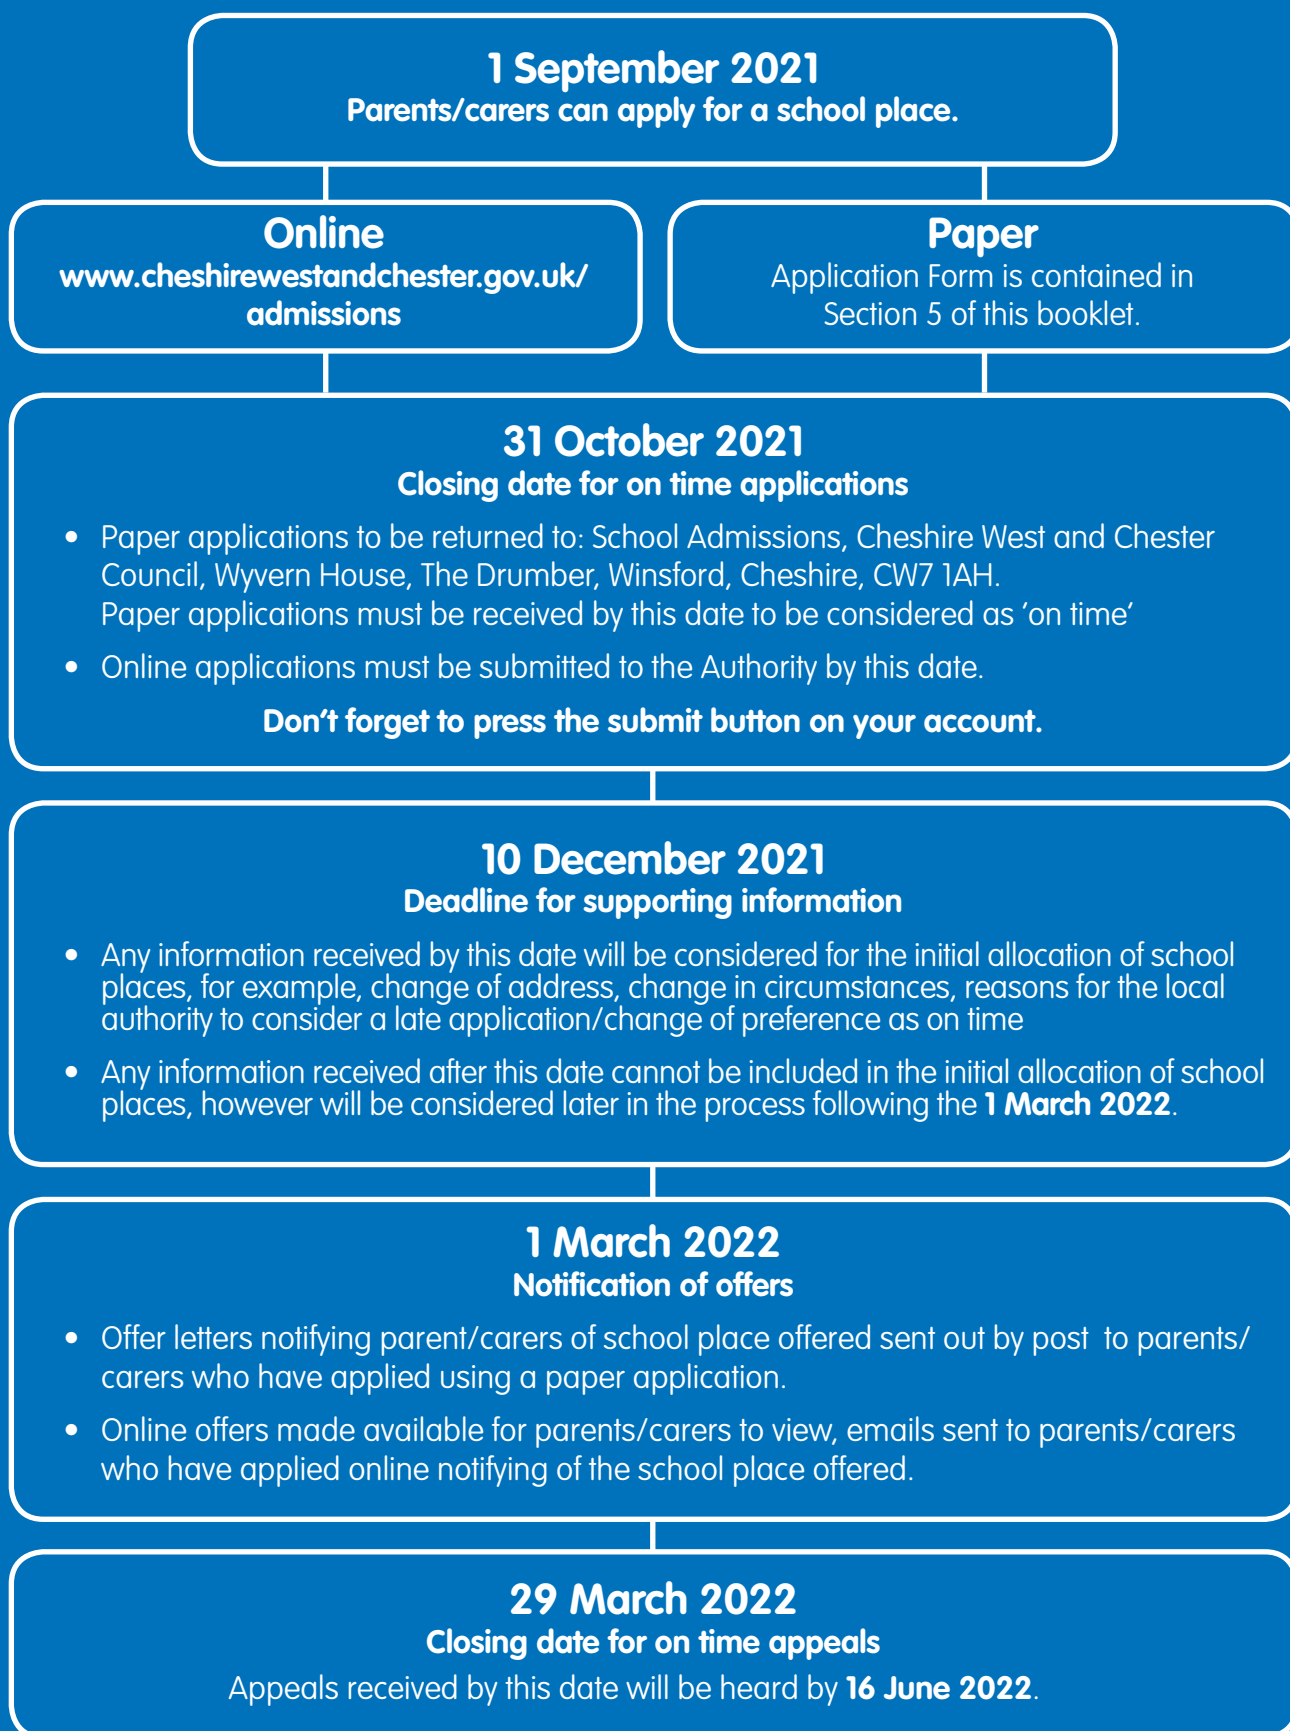 1 September 2021
Parents/carers can apply for a school place.
Online
www.cheshirewestandchester.gov.uk/
admissions
Paper
Application Form is contained in
Section 5 of this booklet.
31 October 2021
Closing date for on time applications
• Paper applications to be returned to: School Admissions, Cheshire West and Chester
Council, Wyvern House, The Drumber, Winsford, Cheshire, CW7 1AH.
Paper applications must be received by this date to be considered as ‘on time’
• Online applications must be submitted to the Authority by this date.
Don’t forget to press the submit button on your account.
10 December 2021
Deadline for supporting information
• Any information received by this date will be considered for the initial allocation of school
places, for example, change of address, change in circumstances, reasons for the local
authority to consider a late application/change of preference as on time
• Any information received after this date cannot be included in the initial allocation of school
places, however will be considered later in the process following the 1 March 2022.
1 March 2022
Notification of offers
• Offer letters notifying parent/carers of school place offered sent out by post to parents/
carers who have applied using a paper application.
• Online offers made available for parents/carers to view, emails sent to parents/carers
who have applied online notifying of the school place offered.
29 March 2022
Closing date for on time appeals
Appeals received by this date will be heard by 16 June 2022.